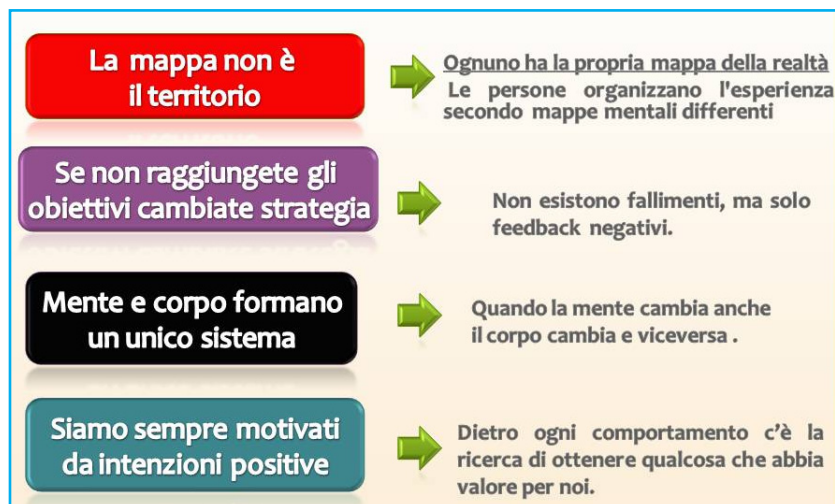 La mappa non è
il territorio
Ognuno ha la propria mappa della realtà
Le persone organizzano l'esperienza
secondo mappe mentali differenti
Se non raggiungete gli
obiettivi cambiate strategia
Non esistono fallimenti, ma solo
feedback negativi.
Mente e corpo formano
un unico sistema
Quando la mente cambia anche
il corpo cambia e viceversa .
Siamo sempre motivati
da intenzioni positive
Dietro ogni comportamento c’è la
ricerca di ottenere qualcosa che abbia
valore per noi.